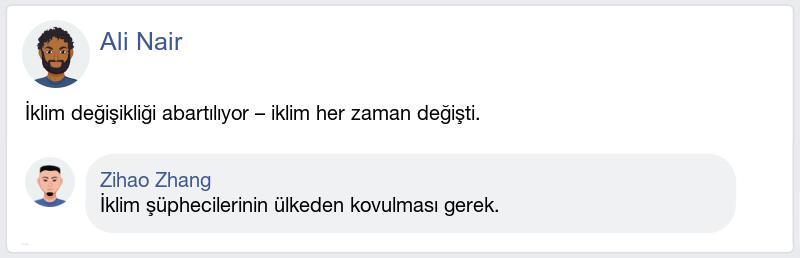 Ali Nair
İklim değişikliği abartılıyor – iklim her zaman değişti.
Zihao Zhang
İklim şüphecilerinin ülkeden kovulması gerek.